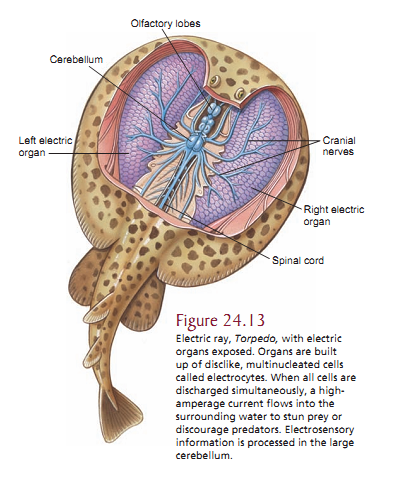 Olfactory lobes
Cerebellum
Left electric
organ
Cranial
nerves
Right electric
organ
Spinal cord
Figure 24.13
Electric ray, Torpedo, with electric
organs exposed. Organs are built
up of disclike, multinucleated cells
called electrocytes. When all cells are
discharged simultaneously, a high-
amperage current flows into the
surrounding water to stun prey or
discourage predators. Electrosensory
information is processed in the large
cerebellum.